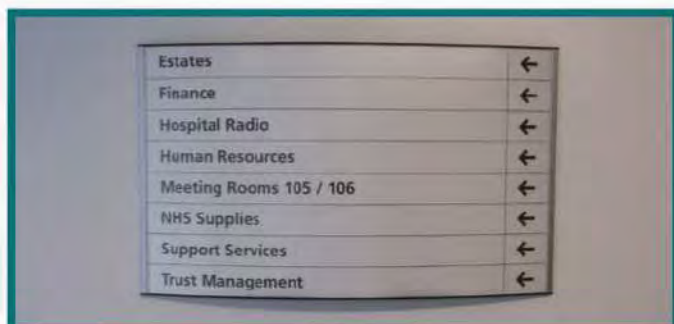 Estates ←
Finance ←
Hospital Radio ←
Human Resources ←
Meeting Rooms 105 / 106 ←
NHS Supplies ←
Support Services ←
Trust Management ←